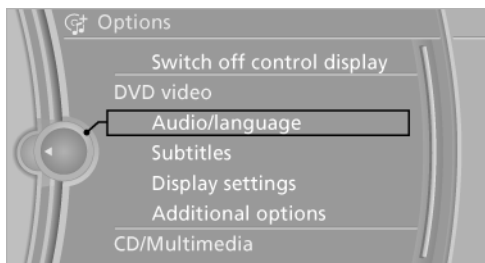 Options
Switch off control display
DVD video
Audio/language
Subtitles
Display settings
Additional options
CD/Multimedia